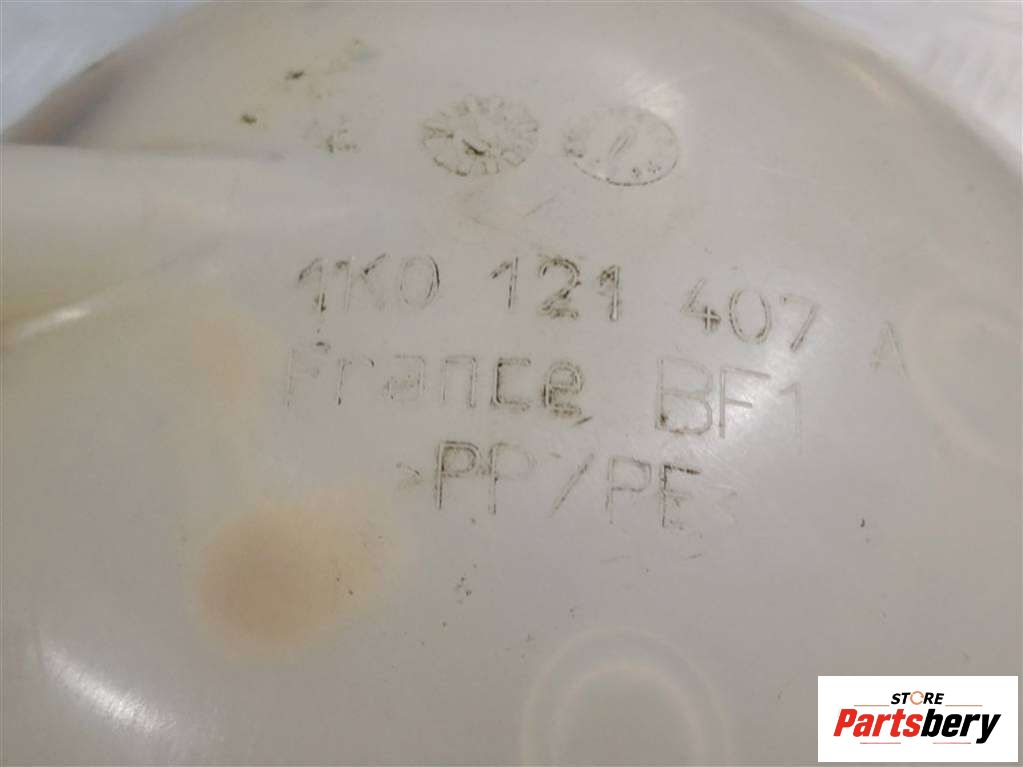 1K0 121 407 A
France BF1
>PP/PE<
STORE
Partsbery